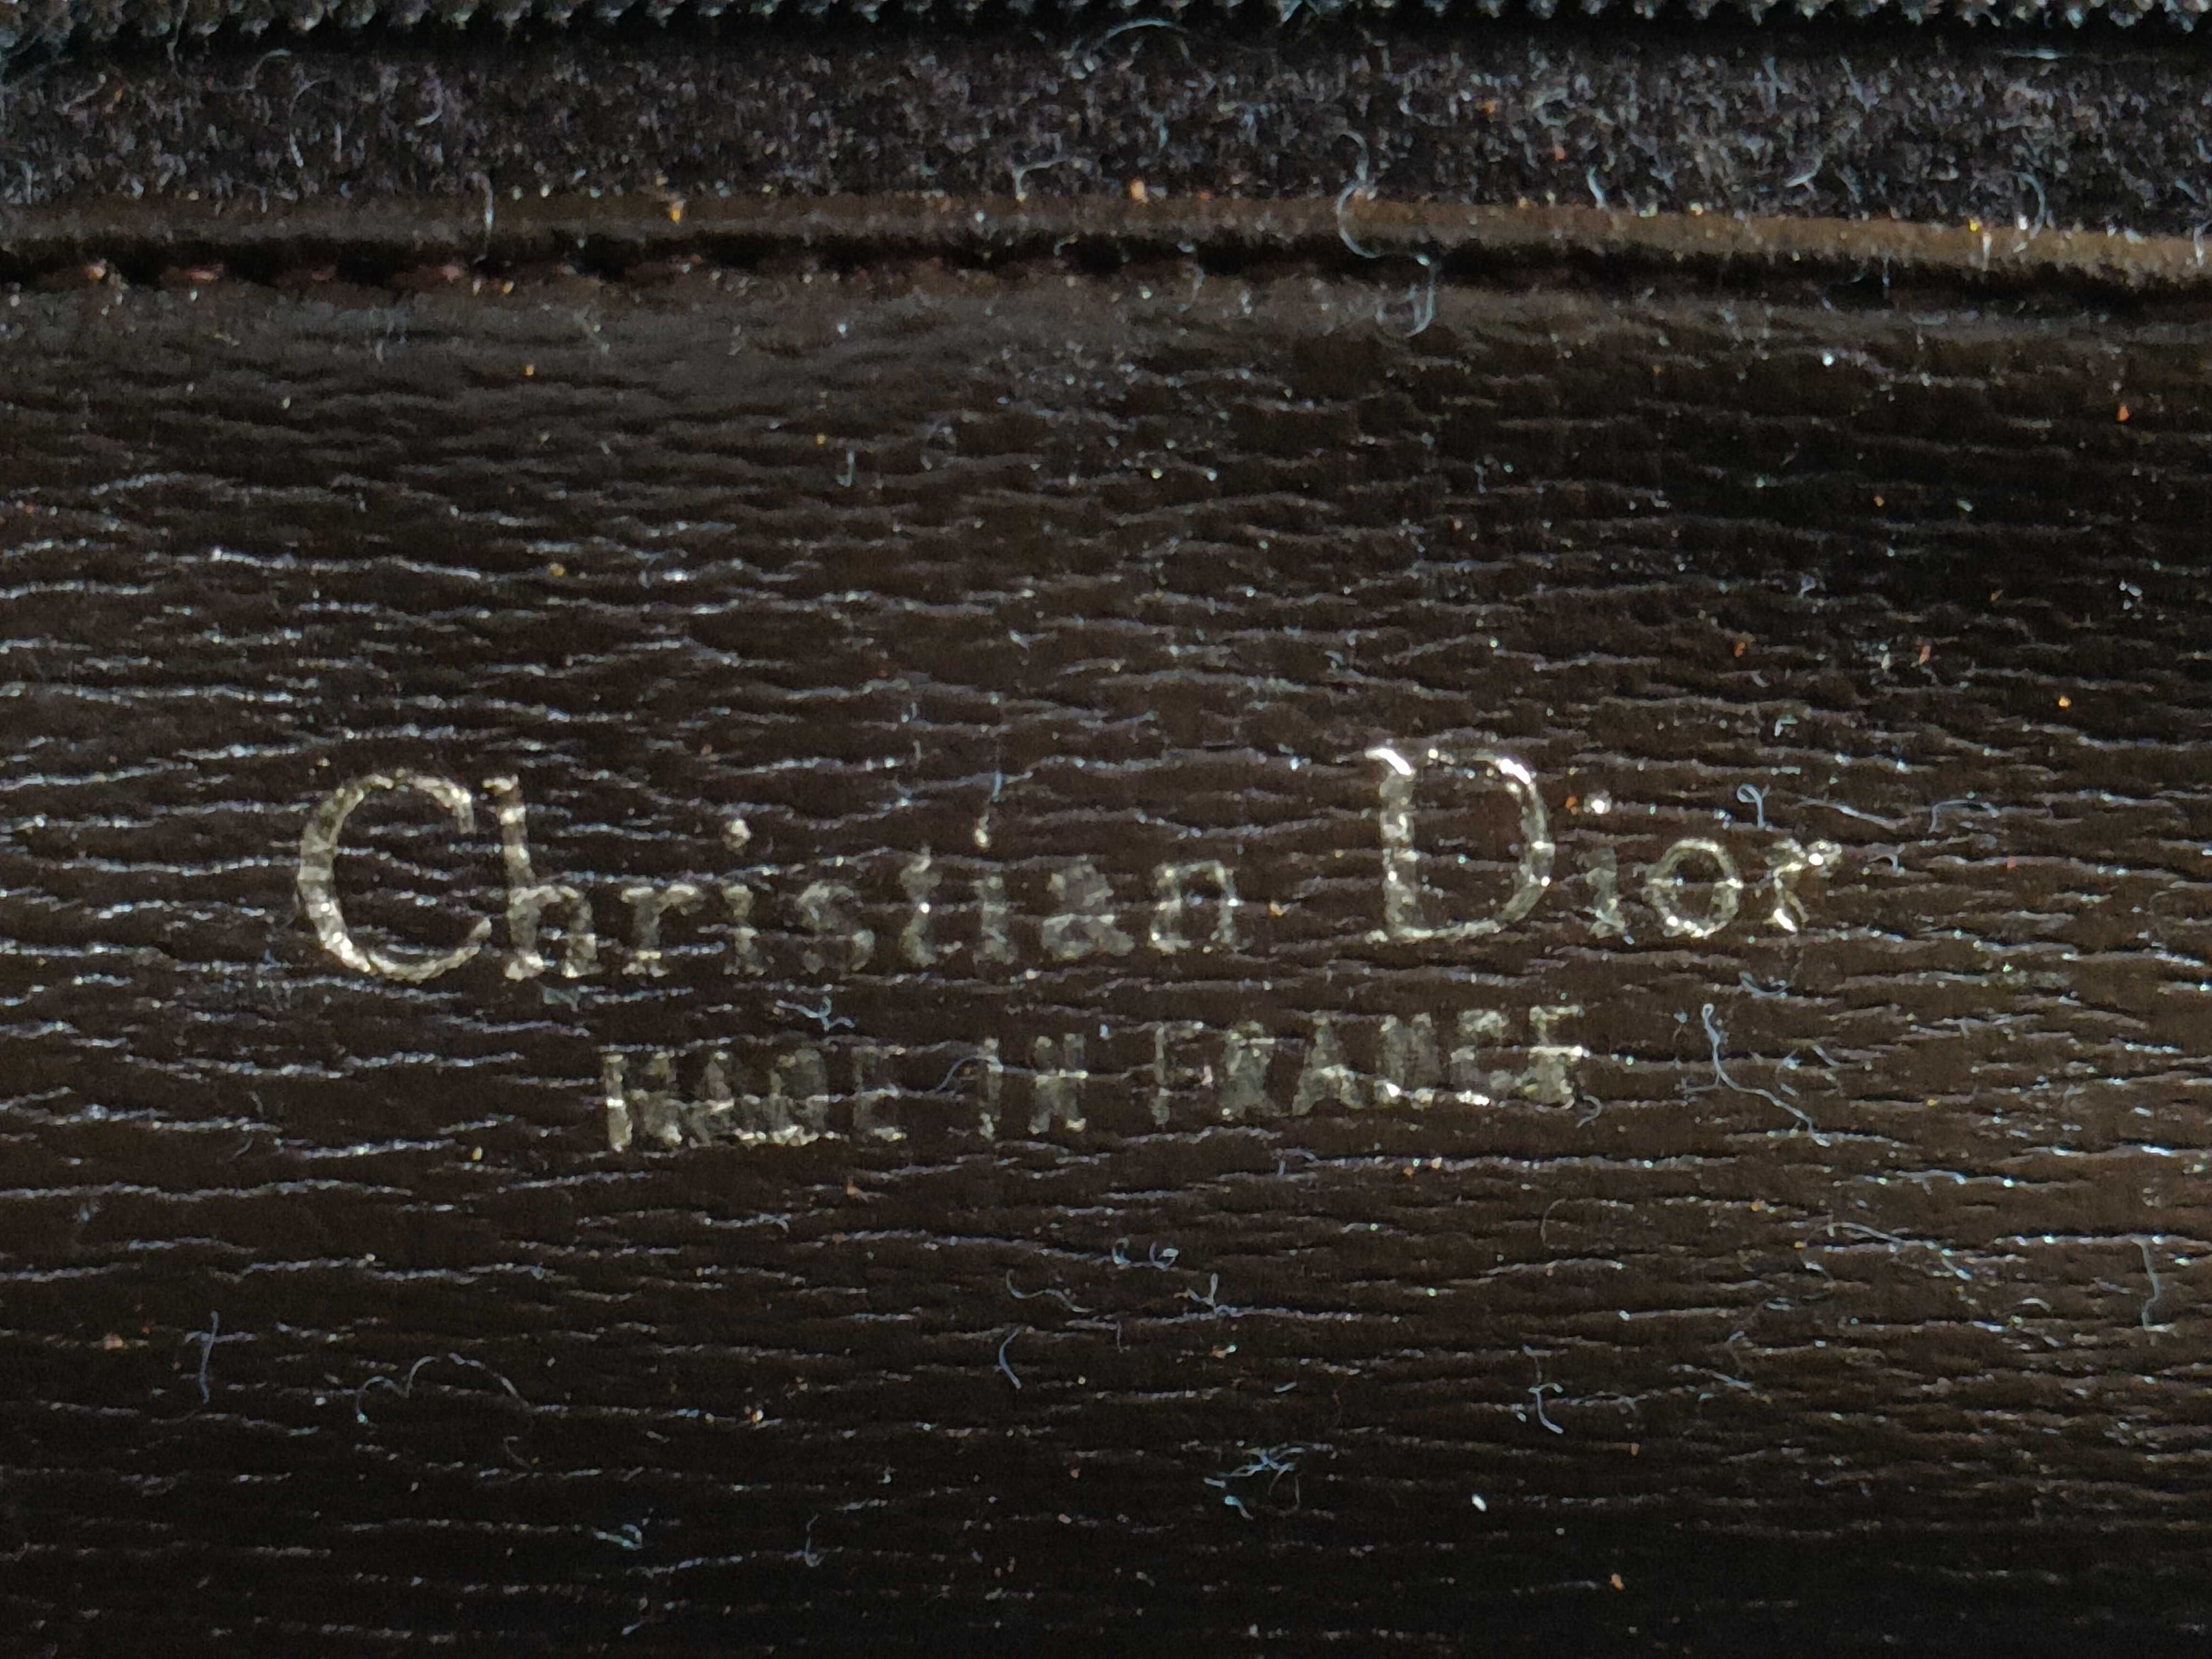 Christian Dior
MADE IN FRANCE